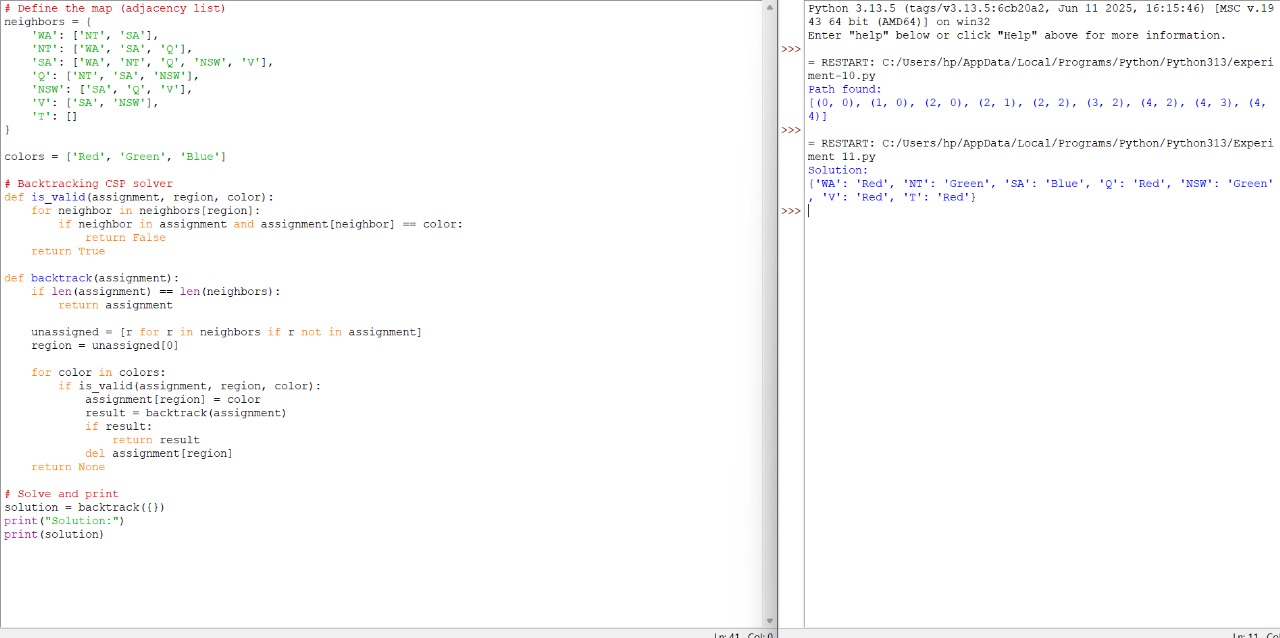 # Define the map (adjacency list)
neighbors = {
    'WA': ['NT', 'SA'],
    'NT': ['WA', 'SA', 'Q'],
    'SA': ['WA', 'NT', 'Q', 'NSW', 'V'],
    'Q': ['NT', 'SA', 'NSW'],
    'NSW': ['SA', 'Q', 'V'],
    'V': ['SA', 'NSW'],
    'T': []
}

colors = ['Red', 'Green', 'Blue']

# Backtracking CSP solver
def is_valid(assignment, region, color):
    for neighbor in neighbors[region]:
        if neighbor in assignment and assignment[neighbor] == color:
            return False
    return True

def backtrack(assignment):
    if len(assignment) == len(neighbors):
        return assignment

    unassigned = [r for r in neighbors if r not in assignment]
    region = unassigned[0]

    for color in colors:
        if is_valid(assignment, region, color):
            assignment[region] = color
            result = backtrack(assignment)
            if result:
                return result
            del assignment[region]
    return None

# Solve and print
solution = backtrack({})
print("Solution:")
print(solution)
Ln: 41 Col: 0
Python 3.13.5 (tags/v3.13.5:6cb20a2, Jun 11 2025, 16:15:46) [MSC v.19
43 64 bit (AMD64)] on win32
Enter "help" below or click "Help" above for more information.
>>>
= RESTART: C:/Users/hp/AppData/Local/Programs/Python/Python313/experi
ment-10.py
Path found:
[(0, 0), (1, 0), (2, 0), (2, 1), (2, 2), (3, 2), (4, 2), (4, 3), (4,
4)]
>>>
= RESTART: C:/Users/hp/AppData/Local/Programs/Python/Python313/Experi
ment 11.py
Solution:
{'WA': 'Red', 'NT': 'Green', 'SA': 'Blue', 'Q': 'Red', 'NSW': 'Green'
, 'V': 'Red', 'T': 'Red'}
>>>
Ln: 11 Co